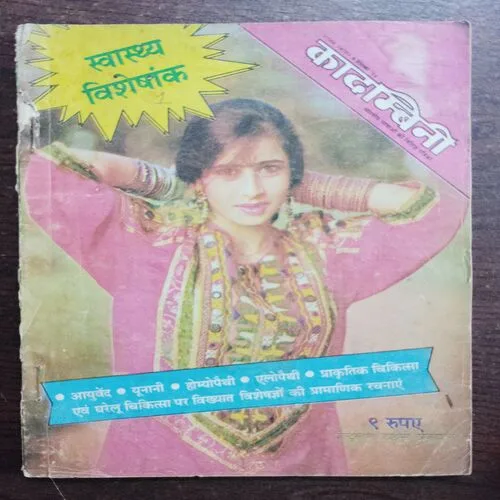 स्वास्थ्य
विशेषांक
कादम्बिनी
• आयुर्वेद • यूनानी • होम्योपैथी • एलोपैथी • प्राकृतिक चिकित्सा
एवं घरेलू चिकित्सा पर विख्यात विशेषज्ञों की प्रामाणिक रचनाएं
९ रुपए